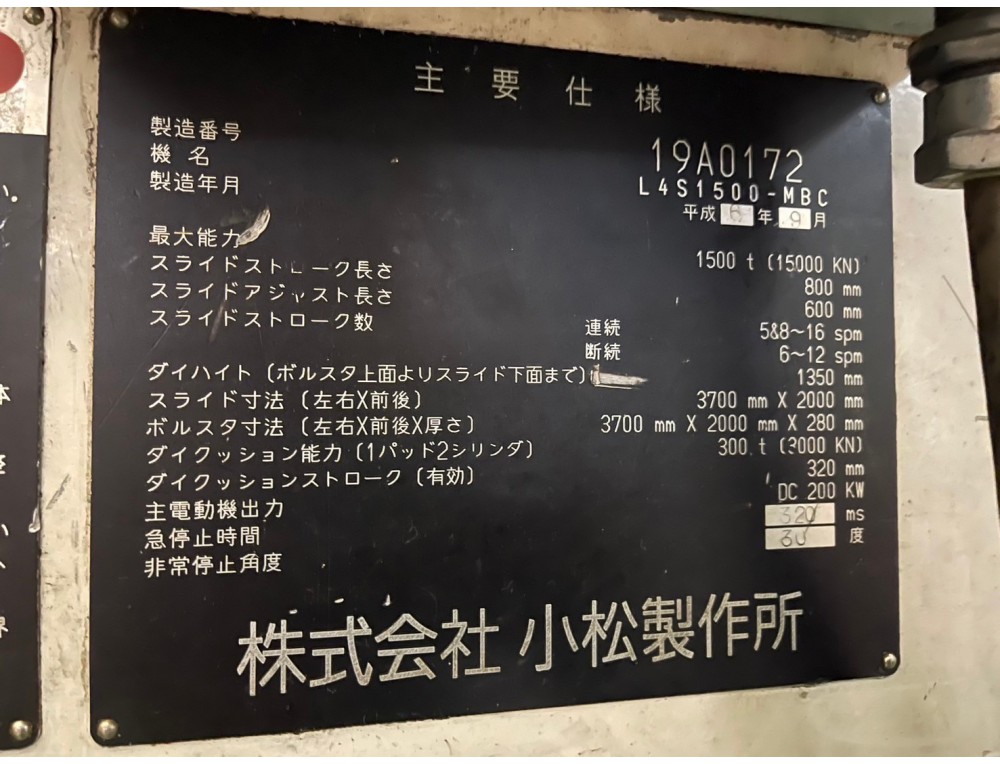 主要仕様
製造番号 19A0172
機名 L4S1500-MBC
製造年月 平成6年9月
最大能力 1500 t (15000 KN)
スライドストローク長さ 800 mm
スライドアジャスト長さ 600 mm
スライドストローク数 連続 5&8~16 spm
断続 6~12 spm
ダイハイト (ボルスタ上面よりスライド下面まで) 1350 mm
スライド寸法 (左右X前後) 3700 mm X 2000 mm
ボルスタ寸法 (左右X前後X厚さ) 3700 mm X 2000 mm X 280 mm
ダイクッション能力 (1パッド2シリンダ) 300 t (3000 KN)
ダイクッションストローク (有効) 320 mm
主電動機出力 DC 200 KW
急停止時間 320 ms
非常停止角度 30 度
株式会社 小松製作所